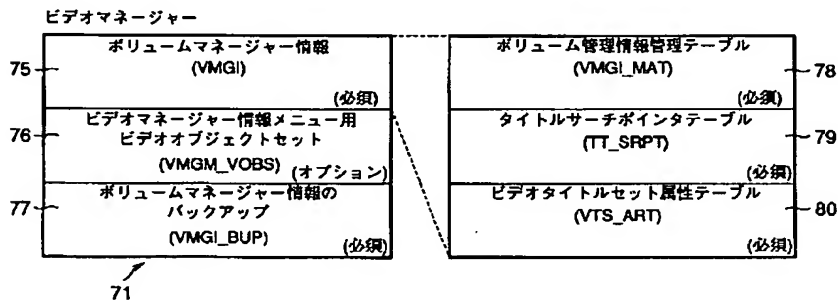 ビデオマネージャー
75
ボリュームマネージャー情報
(VMGI)
(必須)
76
ビデオマネージャー情報メニュー用
ビデオオブジェクトセット
(VMGM_VOBS)
(オプション)
77
ボリュームマネージャー情報の
バックアップ
(VMGI_BUP)
(必須)
71
ボリューム管理情報管理テーブル
(VMGI_MAT)
(必須)
78
タイトルサーチポインタテーブル
(TT_SRPT)
(必須)
79
ビデオタイトルセット属性テーブル
(VTS_ART)
(必須)
80